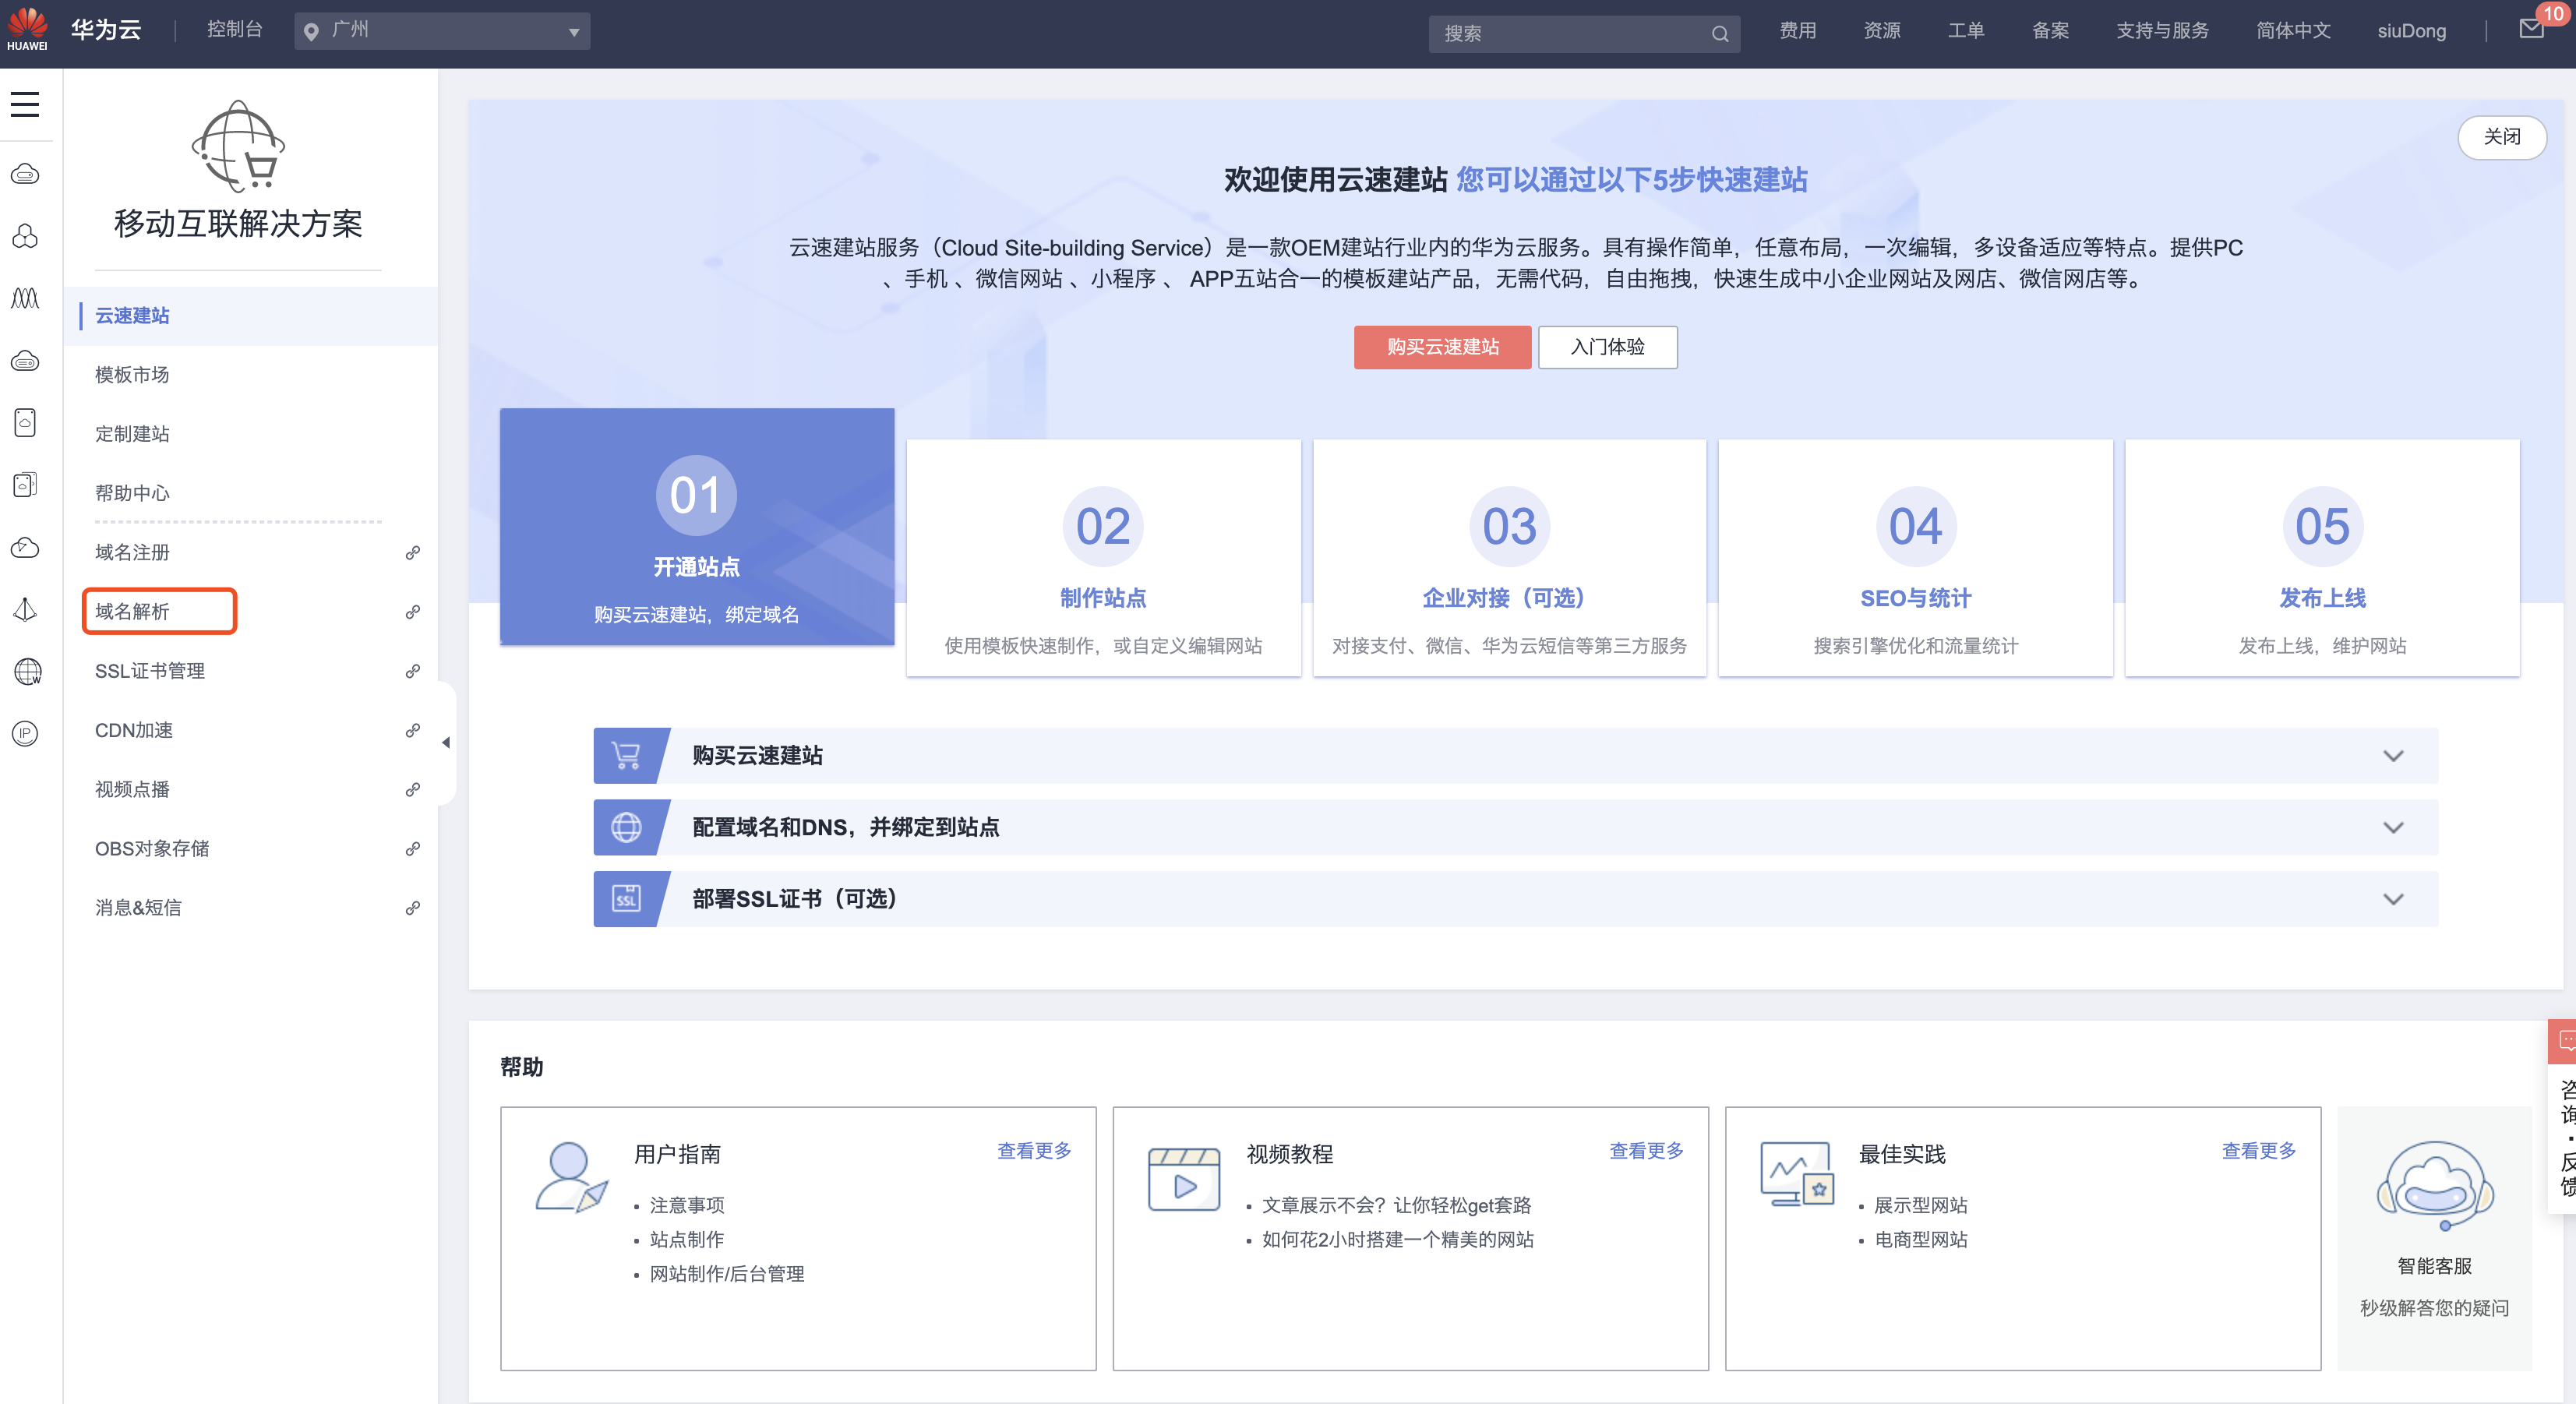 HUAWEI
华为云
控制台
广州
搜索
费用
资源
工单
备案
支持与服务
简体中文
siuDong
10
移动互联解决方案
云速建站
模板市场
定制建站
帮助中心
域名注册
域名解析
SSL证书管理
CDN加速
视频点播
OBS对象存储
消息&短信
W
IP
关闭
欢迎使用云速建站 您可以通过以下5步快速建站
云速建站服务（Cloud Site-building Service）是一款OEM建站行业内的华为云服务。具有操作简单，任意布局，一次编辑，多设备适应等特点。提供PC
、手机 、微信网站 、小程序 、 APP五站合一的模板建站产品，无需代码，自由拖拽，快速生成中小企业网站及网店、微信网店等。
购买云速建站
入门体验
01
开通站点
购买云速建站，绑定域名
02
制作站点
使用模板快速制作，或自定义编辑网站
03
企业对接（可选）
对接支付、微信、华为云短信等第三方服务
04
SEO与统计
搜索引擎优化和流量统计
05
发布上线
发布上线，维护网站
购买云速建站
配置域名和DNS，并绑定到站点
SSL
部署SSL证书（可选）
帮助
用户指南
查看更多
• 注意事项
• 站点制作
• 网站制作/后台管理
视频教程
查看更多
• 文章展示不会？让你轻松get套路
• 如何花2小时搭建一个精美的网站
最佳实践
查看更多
• 展示型网站
• 电商型网站
智能客服
秒级解答您的疑问
咨
询
·
反
馈